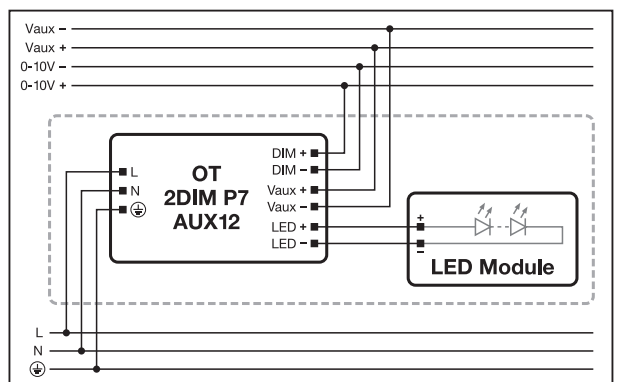 Vaux −
Vaux +
0-10V −
0-10V +
OT
2DIM P7
AUX12
L
N
⏚
DIM +
DIM −
Vaux +
Vaux −
LED +
LED −
+
−
LED Module
L
N
⏚